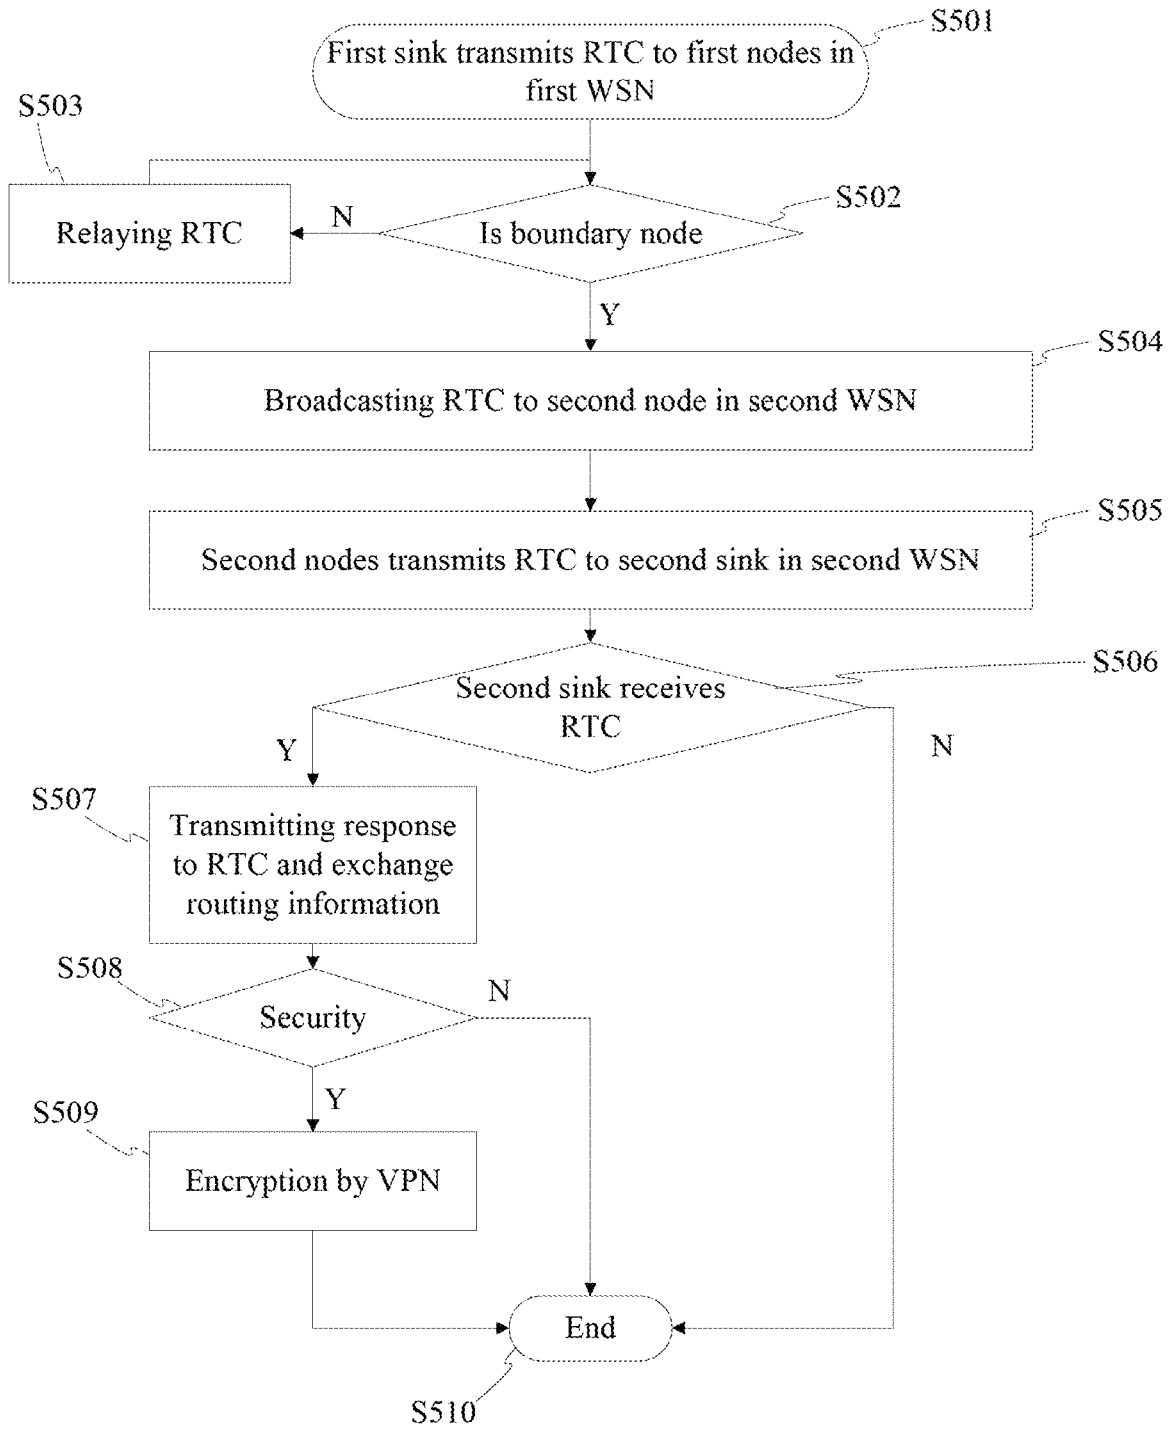 S501
First sink transmits RTC to first nodes in
first WSN
S503
S502
Relaying RTC
N
Is boundary node
Y
S504
Broadcasting RTC to second node in second WSN
S505
Second nodes transmits RTC to second sink in second WSN
S506
Second sink receives
RTC
Y
N
S507
Transmitting response
to RTC and exchange
routing information
S508
N
Security
Y
S509
Encryption by VPN
End
S510